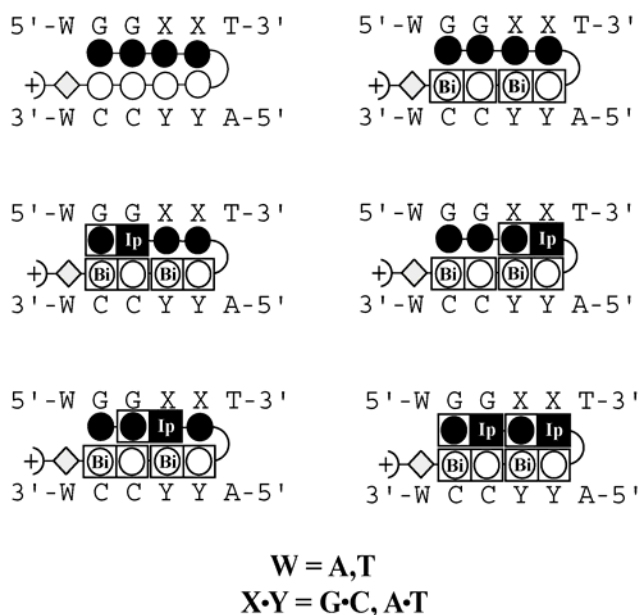 5'-W G G X X T-3'
+
3'-W C C Y Y A-5'
5'-W G G X X T-3'
+ Bi Bi
3'-W C C Y Y A-5'
5'-W G G X X T-3'
Ip
+ Bi Bi
3'-W C C Y Y A-5'
5'-W G G X X T-3'
Ip
+ Bi Bi
3'-W C C Y Y A-5'
5'-W G G X X T-3'
Ip
+ Bi Bi
3'-W C C Y Y A-5'
5'-W G G X X T-3'
Ip Ip
+ Bi Bi
3'-W C C Y Y A-5'
W = A,T
X•Y = G•C, A•T